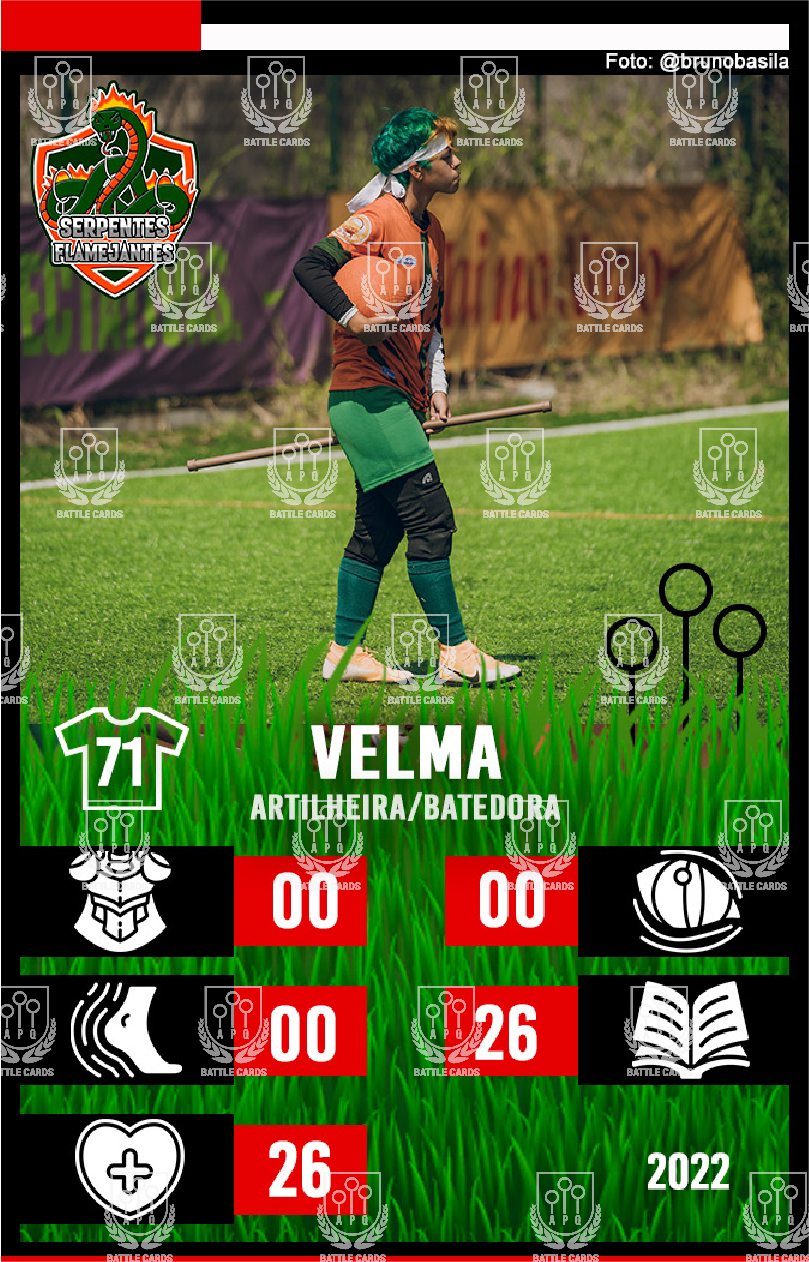 Foto: @brunobasila
SERPENTES
FLAMEJANTES
71
VELMA
ARTILHEIRA/BATEDORA
00
00
00
26
26
2022
APQ
BATTLE CARDS